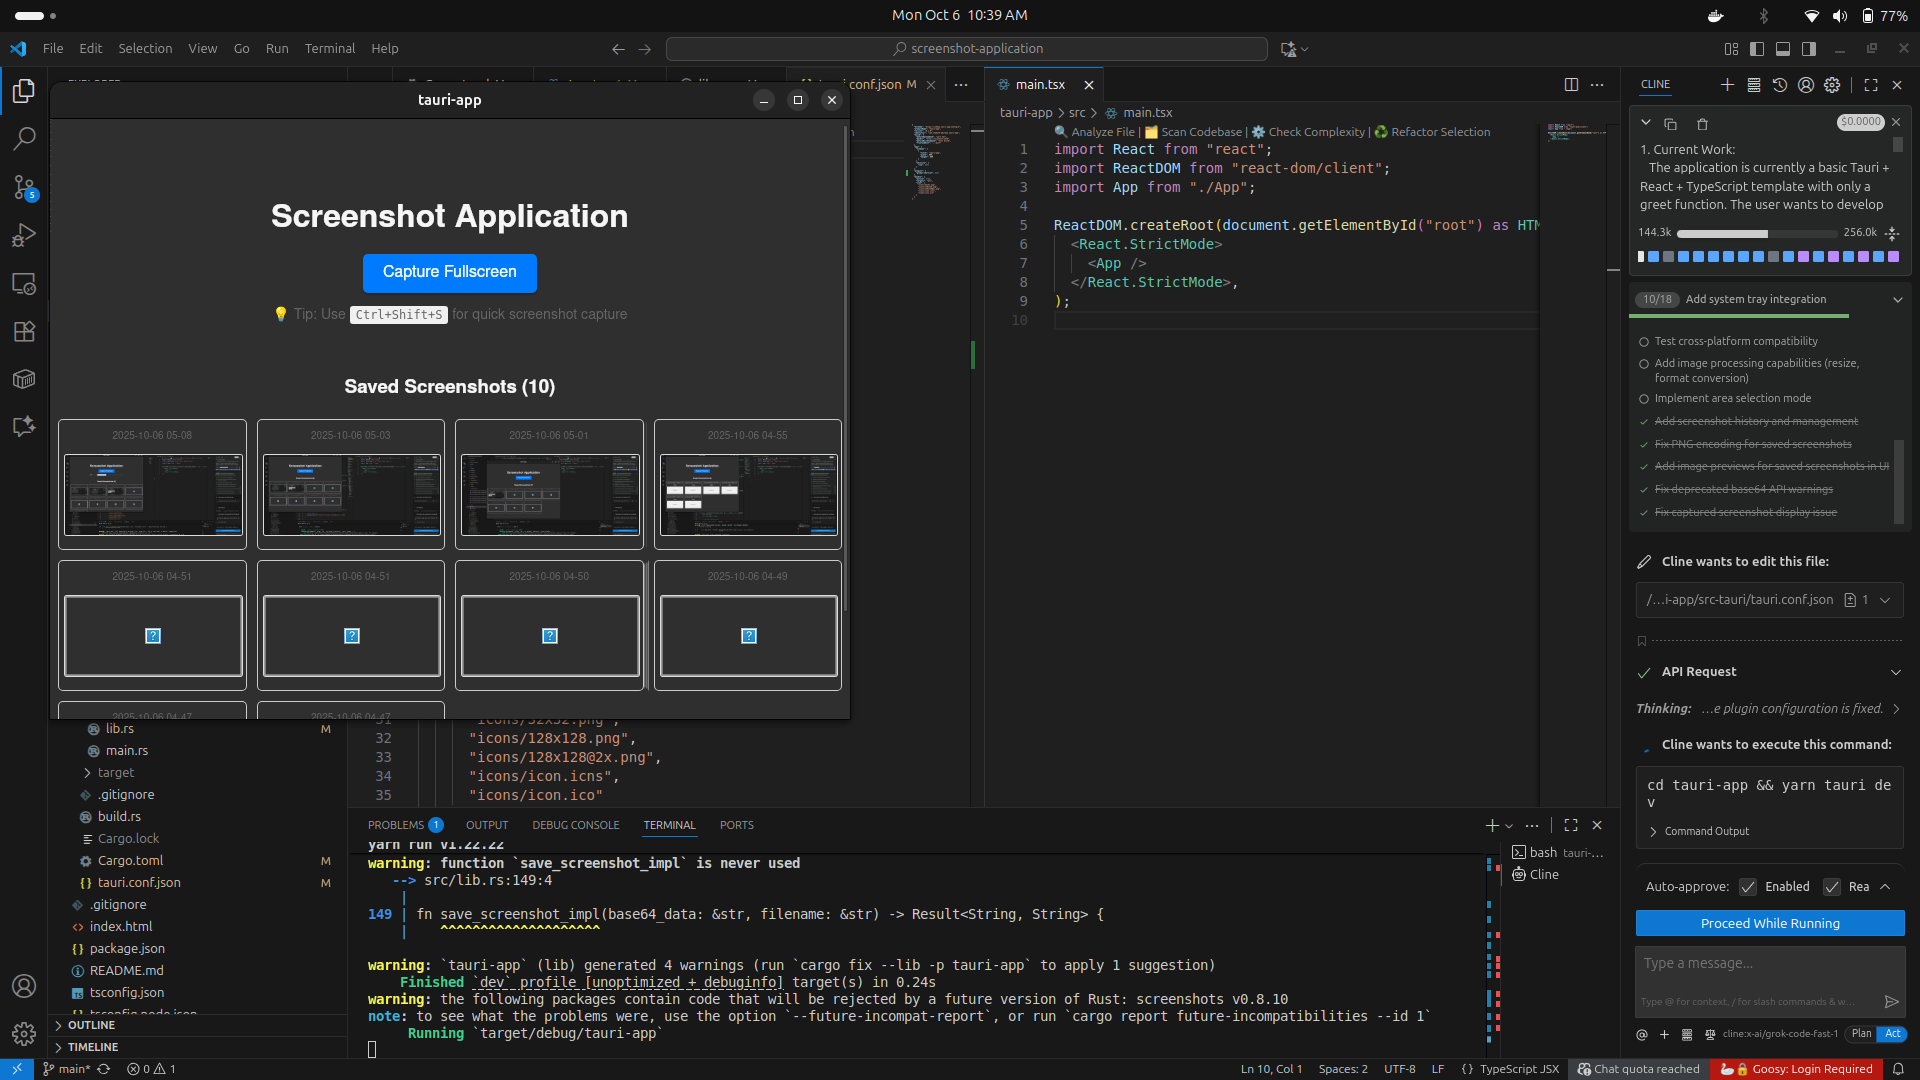 Mon Oct 6 10:39 AM
77%
File Edit Selection View Go Run Terminal Help
screenshot-application
conf.json M
main.tsx
CLINE
tauri-app
tauri-app > src > main.tsx
Analyze File | Scan Codebase | Check Complexity | Refactor Selection
1 import React from "react";
2 import ReactDOM from "react-dom/client";
3 import App from "./App";
4
5 ReactDOM.createRoot(document.getElementById("root") as HTM
6 <React.StrictMode>
7 <App />
8 </React.StrictMode>,
9 );
10
Screenshot Application
Capture Fullscreen
Tip: Use Ctrl+Shift+S for quick screenshot capture
Saved Screenshots (10)
2025-10-06 05-08
2025-10-06 05-03
2025-10-06 05-01
2025-10-06 04-55
2025-10-06 04-51
2025-10-06 04-51
2025-10-06 04-50
2025-10-06 04-49
2025-10-06 04-47
2025-10-06 04-47
lib.rs M
main.rs
target
.gitignore
build.rs
Cargo.lock
Cargo.toml M
tauri.conf.json M
.gitignore
index.html
package.json
README.md
tsconfig.json
tsconfig.node.json
OUTLINE
TIMELINE
31 "icons/32x32.png",
32 "icons/128x128.png",
33 "icons/128x128@2x.png",
34 "icons/icon.icns",
35 "icons/icon.ico"
PROBLEMS 1 OUTPUT DEBUG CONSOLE TERMINAL PORTS
yarn run v1.22.22
warning: function `save_screenshot_impl` is never used
--> src/lib.rs:149:4
|
149 | fn save_screenshot_impl(base64_data: &str, filename: &str) -> Result<String, String> {
| ^^^^^^^^^^^^^^^^^^^^
warning: `tauri-app` (lib) generated 4 warnings (run `cargo fix --lib -p tauri-app` to apply 1 suggestion)
Finished `dev` profile [unoptimized + debuginfo] target(s) in 0.24s
warning: the following packages contain code that will be rejected by a future version of Rust: screenshots v0.8.10
note: to see what the problems were, use the option `--future-incompat-report`, or run `cargo report future-incompatibilities --id 1`
Running `target/debug/tauri-app`
bash tauri-...
Cline
$0.0000
1. Current Work:
The application is currently a basic Tauri +
React + TypeScript template with only a
greet function. The user wants to develop
144.3k 256.0k
10/18 Add system tray integration
Test cross-platform compatibility
Add image processing capabilities (resize,
format conversion)
Implement area selection mode
Add screenshot history and management
Fix PNG encoding for saved screenshots
Add image previews for saved screenshots in UI
Fix deprecated base64 API warnings
Fix captured screenshot display issue
Cline wants to edit this file:
/…i-app/src-tauri/tauri.conf.json 1
API Request
Thinking: …e plugin configuration is fixed.
Cline wants to execute this command:
cd tauri-app && yarn tauri de
v
Command Output
Auto-approve: Enabled Rea
Proceed While Running
Type a message...
Type @ for context, / for slash commands & w...
cline:x-ai/grok-code-fast-1 Plan Act
main* 0 1
Ln 10, Col 1 Spaces: 2 UTF-8 LF { } TypeScript JSX Chat quota reached Goosy: Login Required
5